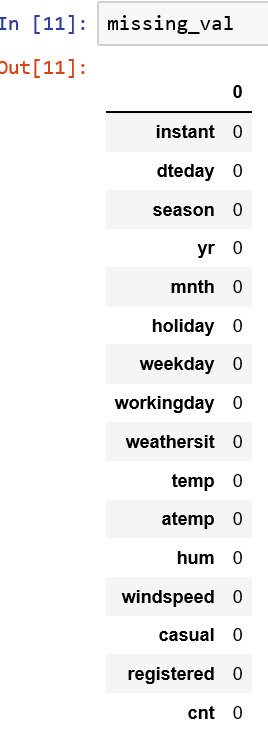 In [11]: missing_val
Out[11]:
0
instant 0
dteday 0
season 0
yr 0
mnth 0
holiday 0
weekday 0
workingday 0
weathersit 0
temp 0
atemp 0
hum 0
windspeed 0
casual 0
registered 0
cnt 0